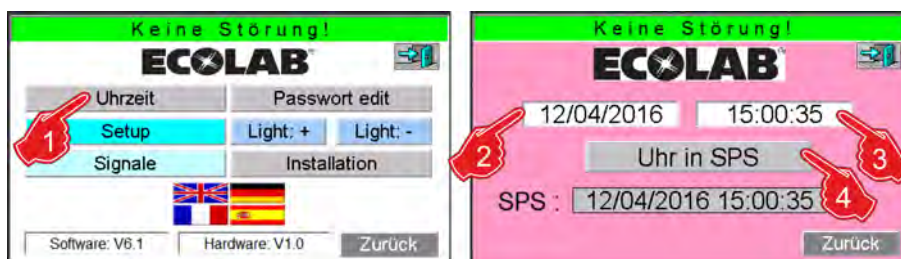 Keine Störung!
ECOLAB
Uhrzeit
Passwort edit
Setup
Light: +
Light: -
Signale
Installation
Software: V6.1
Hardware: V1.0
Zurück
1
Keine Störung!
ECOLAB
12/04/2016
15:00:35
2
3
Uhr in SPS
4
SPS : 12/04/2016 15:00:35
Zurück